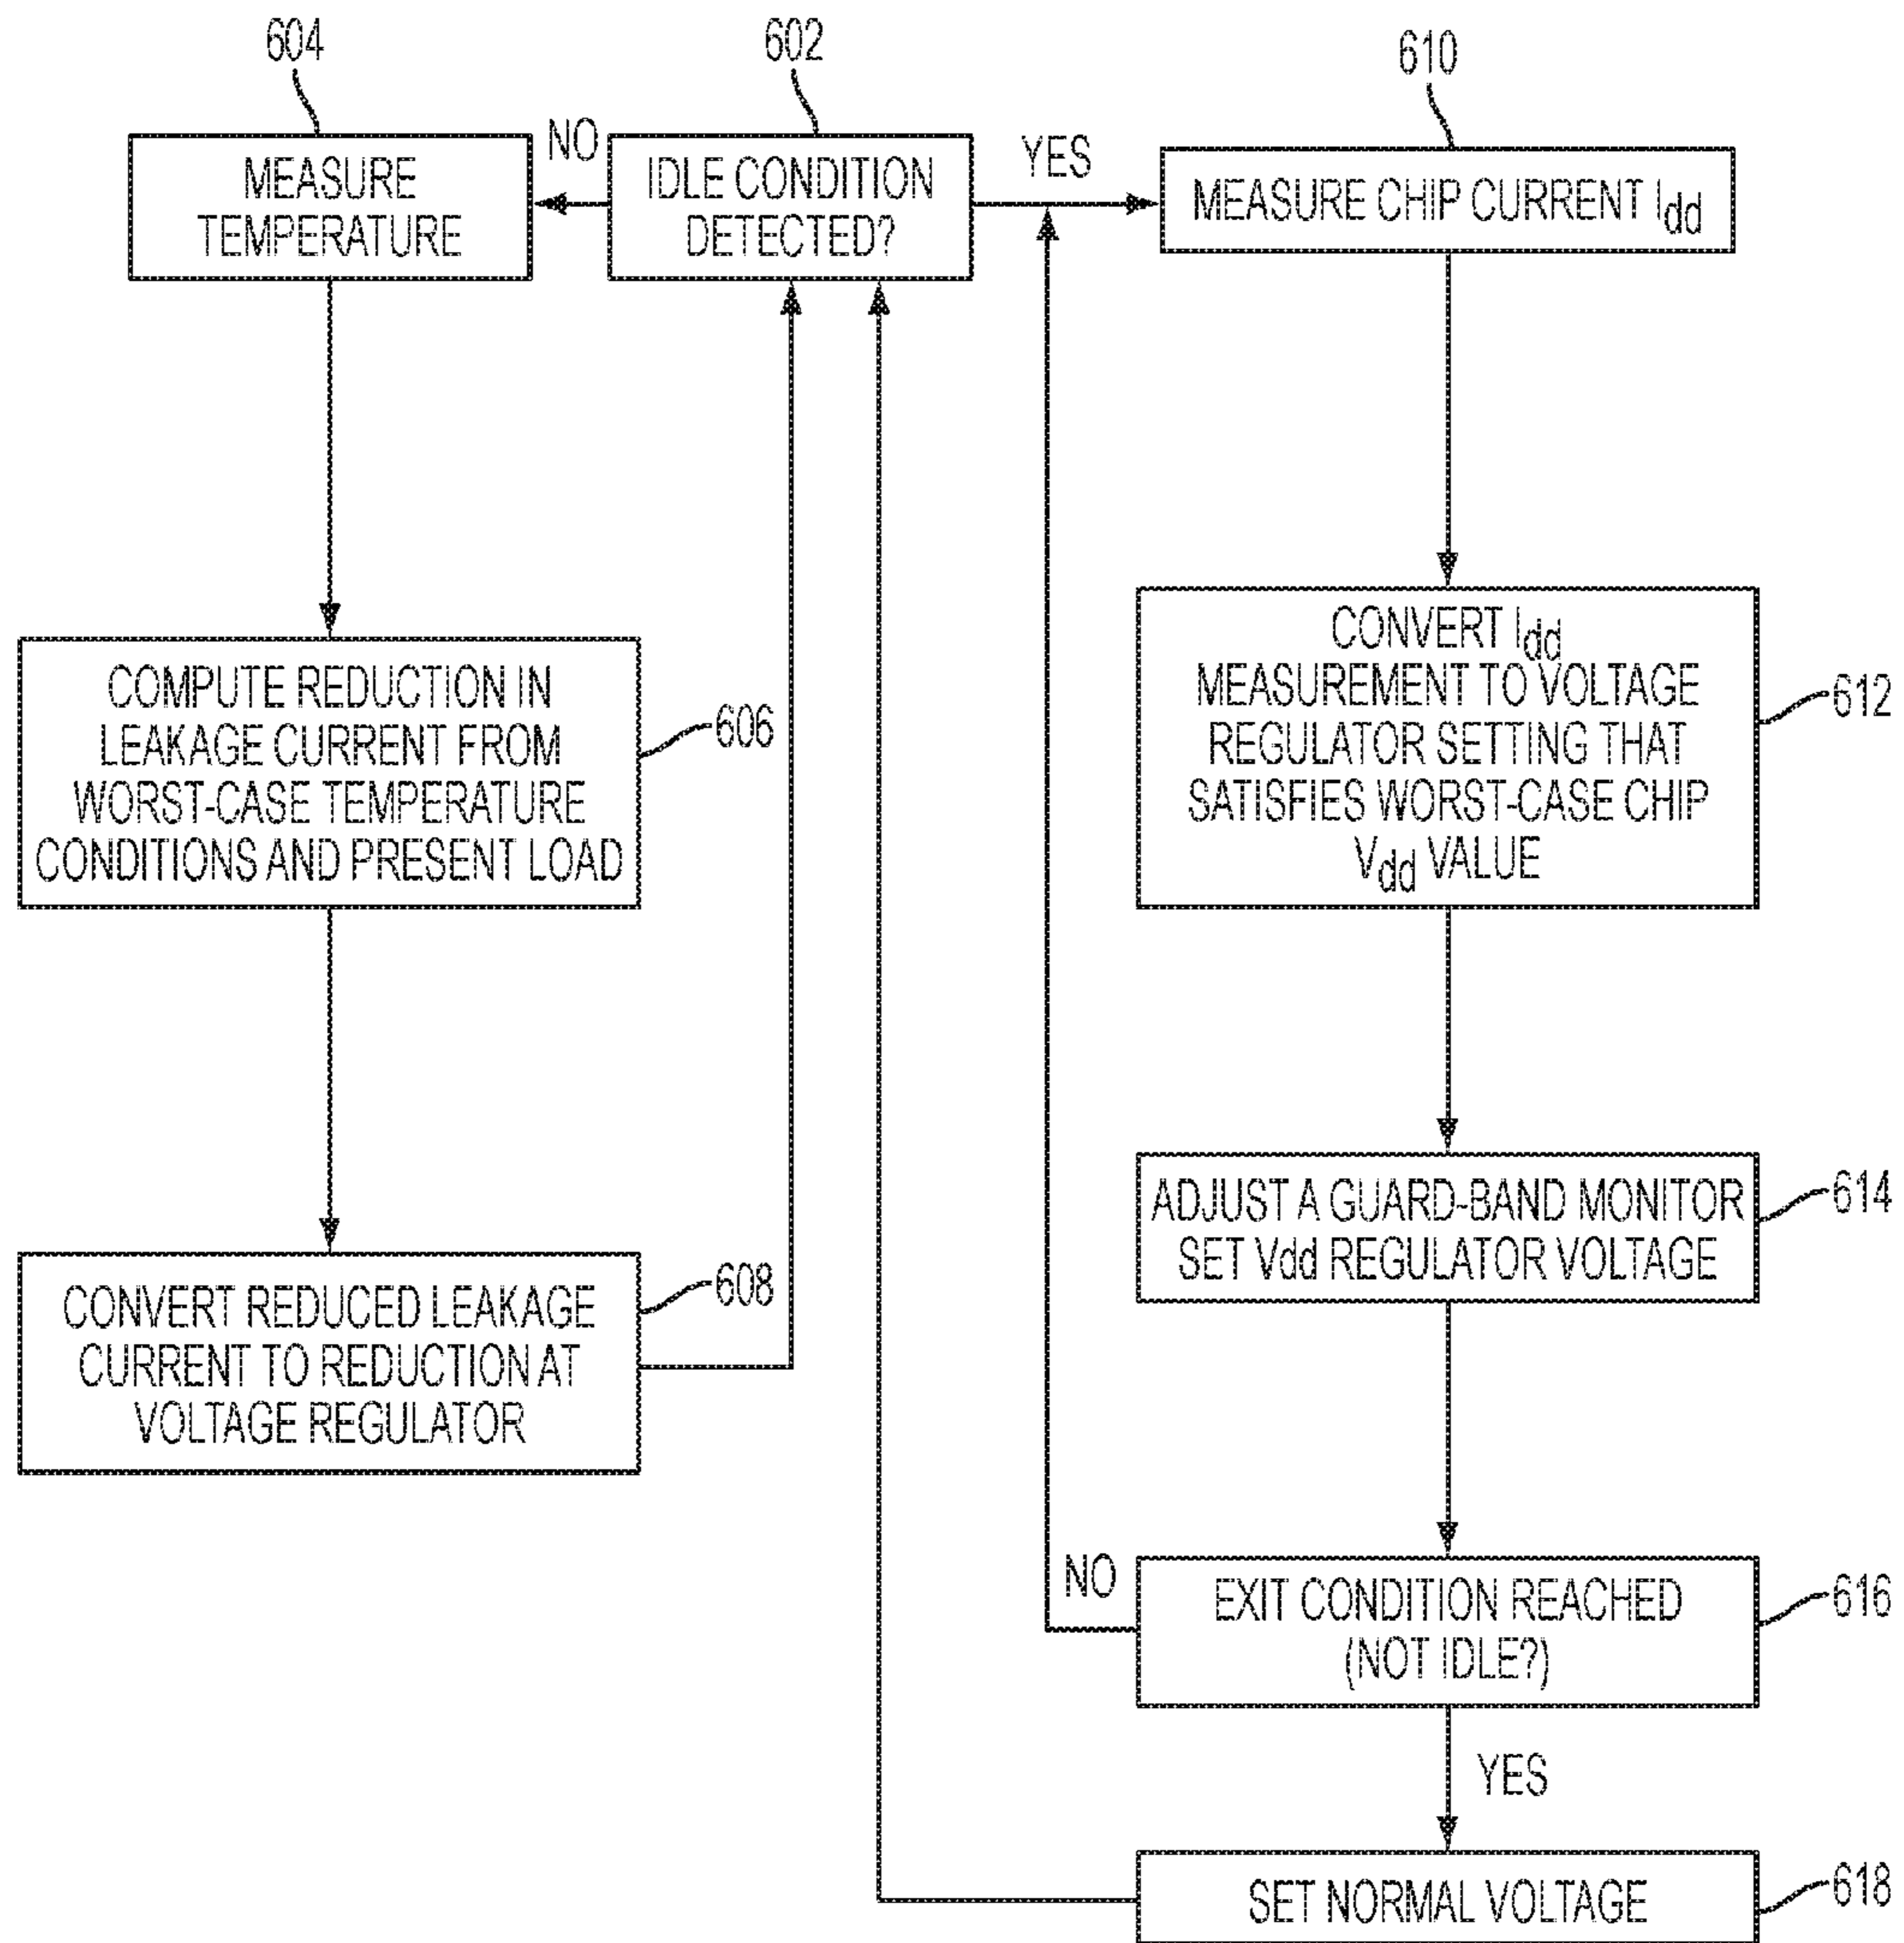 604
602
610
MEASURE
TEMPERATURE
NO
IDLE CONDITION
DETECTED?
YES
MEASURE CHIP CURRENT Idd
COMPUTE REDUCTION IN
LEAKAGE CURRENT FROM
WORST-CASE TEMPERATURE
CONDITIONS AND PRESENT LOAD
606
CONVERT Idd
MEASUREMENT TO VOLTAGE
REGULATOR SETTING THAT
SATISFIES WORST-CASE CHIP
Vdd VALUE
612
CONVERT REDUCED LEAKAGE
CURRENT TO REDUCTION AT
VOLTAGE REGULATOR
608
ADJUST A GUARD-BAND MONITOR
SET Vdd REGULATOR VOLTAGE
614
NO
EXIT CONDITION REACHED
(NOT IDLE?)
616
YES
SET NORMAL VOLTAGE
618